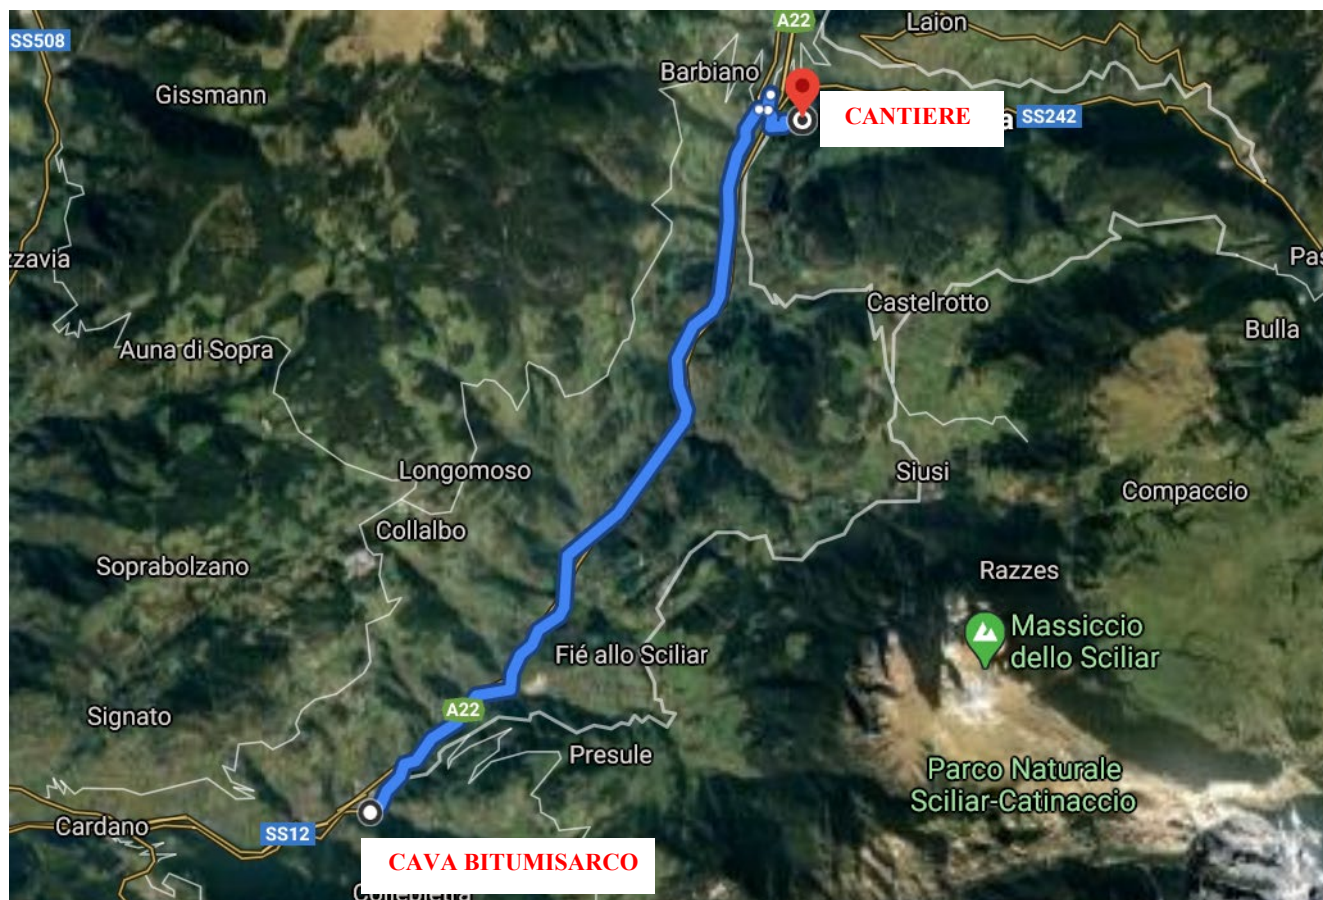 A22
Laion
SS508
Barbiano
Gissmann
CANTIERE
a SS242
zzavia
Pas
Castelrotto
Bulla
Auna di Sopra
Longomoso
Siusi
Compaccio
Collalbo
Soprabolzano
Razzes
Massiccio
dello Sciliar
Fié allo Sciliar
A22
Signato
Presule
Parco Naturale
Sciliar-Catinaccio
Cardano
SS12
CAVA BITUMISARCO